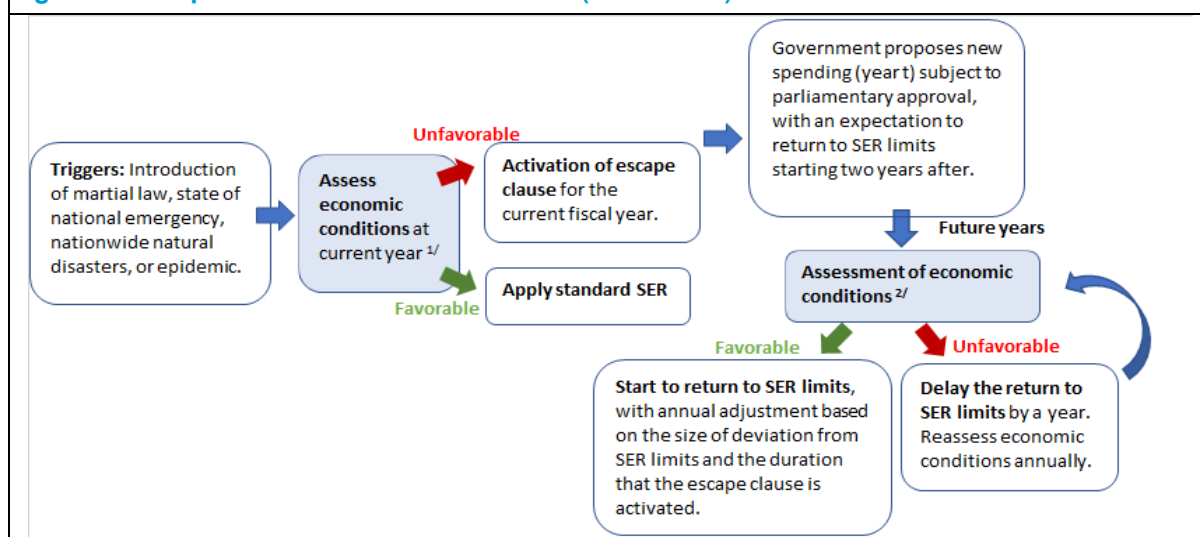 Triggers: Introduction
of martial law, state of
national emergency,
nationwide natural
disasters, or epidemic.
Assess
economic
conditions at
current year 1/
Unfavorable
Activation of escape
clause for the
current fiscal year.
Favorable
Apply standard SER
Government proposes new
spending (year t) subject to
parliamentary approval,
with an expectation to
return to SER limits
starting two years after.
Future years
Assessment of economic
conditions 2/
Favorable
Start to return to SER limits,
with annual adjustment based
on the size of deviation from
SER limits and the duration
that the escape clause is
activated.
Unfavorable
Delay the return to
SER limits by a year.
Reassess economic
conditions annually.